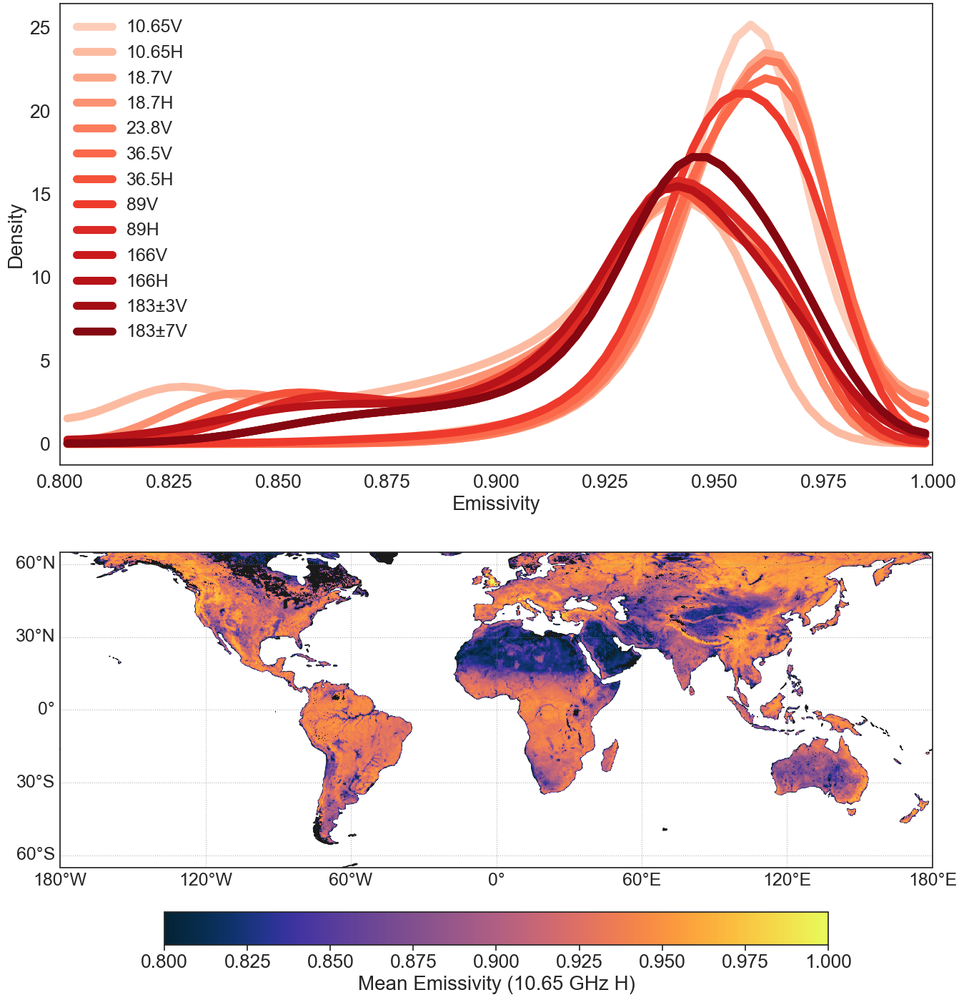 25
20
15
10
5
0
Density
10.65V
10.65H
18.7V
18.7H
23.8V
36.5V
36.5H
89V
89H
166V
166H
183±3V
183±7V
0.800 0.825 0.850 0.875 0.900 0.925 0.950 0.975 1.000
Emissivity
60°N
30°N
0°
30°S
60°S
180°W 120°W 60°W 0° 60°E 120°E 180°E
0.800 0.825 0.850 0.875 0.900 0.925 0.950 0.975 1.000
Mean Emissivity (10.65 GHz H)